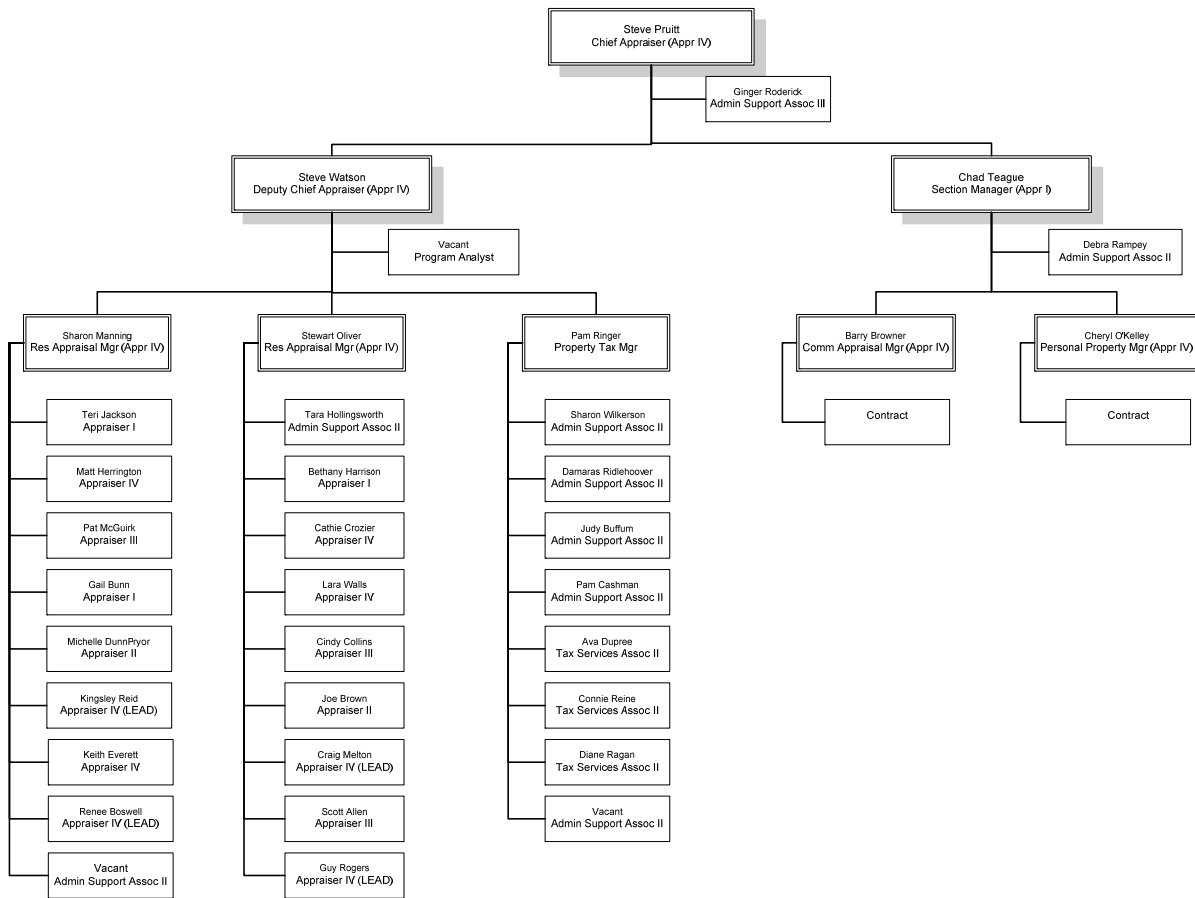 Steve Pruitt
Chief Appraiser (Appr IV)
Ginger Roderick
Admin Support Assoc III
Steve Watson
Deputy Chief Appraiser (Appr IV)
Chad Teague
Section Manager (Appr I)
Vacant
Program Analyst
Debra Rampey
Admin Support Assoc II
Sharon Manning
Res Appraisal Mgr (Appr IV)
Stewart Oliver
Res Appraisal Mgr (Appr IV)
Pam Ringer
Property Tax Mgr
Barry Browner
Comm Appraisal Mgr (Appr IV)
Cheryl O'Kelley
Personal Property Mgr (Appr IV)
Teri Jackson
Appraiser I
Matt Herrington
Appraiser IV
Pat McGuirk
Appraiser III
Gail Bunn
Appraiser I
Michelle DunnPryor
Appraiser II
Kingsley Reid
Appraiser IV (LEAD)
Keith Everett
Appraiser IV
Renee Boswell
Appraiser IV (LEAD)
Vacant
Admin Support Assoc II
Tara Hollingsworth
Admin Support Assoc II
Bethany Harrison
Appraiser I
Cathie Crozier
Appraiser IV
Lara Walls
Appraiser IV
Cindy Collins
Appraiser III
Joe Brown
Appraiser II
Craig Melton
Appraiser IV (LEAD)
Scott Allen
Appraiser III
Guy Rogers
Appraiser IV (LEAD)
Sharon Wilkerson
Admin Support Assoc II
Damaras Ridlehoover
Admin Support Assoc II
Judy Buffum
Admin Support Assoc II
Pam Cashman
Admin Support Assoc II
Ava Dupree
Tax Services Assoc II
Connie Reine
Tax Services Assoc II
Diane Ragan
Tax Services Assoc II
Vacant
Admin Support Assoc II
Contract
Contract